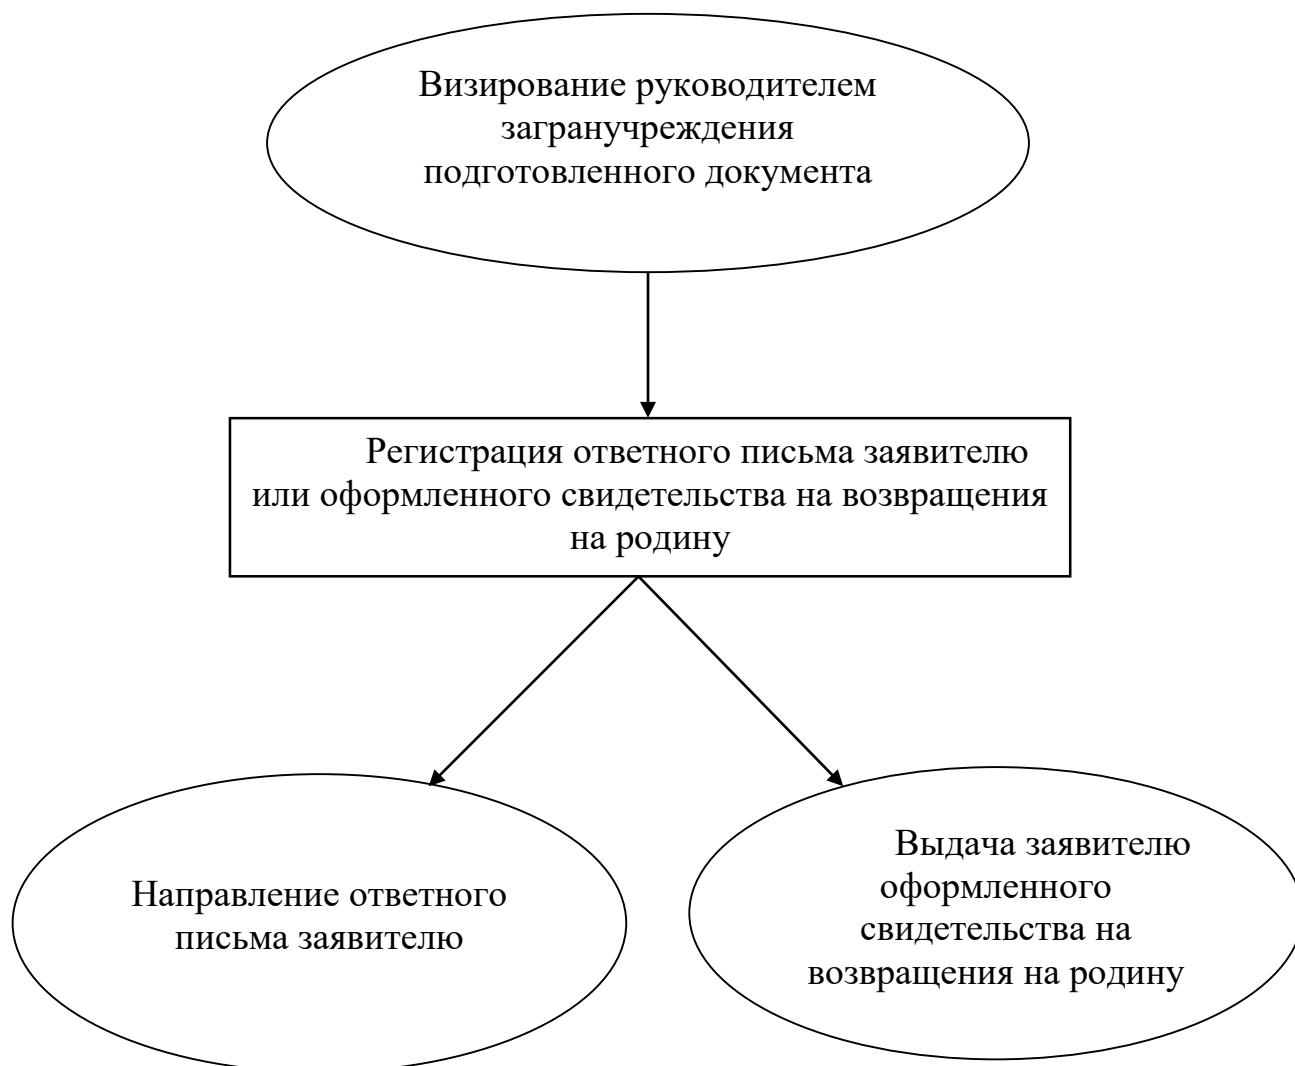 Визирование руководителем
загранучреждения
подготовленного документа
Регистрация ответного письма заявителю
или оформленного свидетельства на возвращения
на родину
Направление ответного
письма заявителю
Выдача заявителю
оформленного
свидетельства на
возвращения на родину